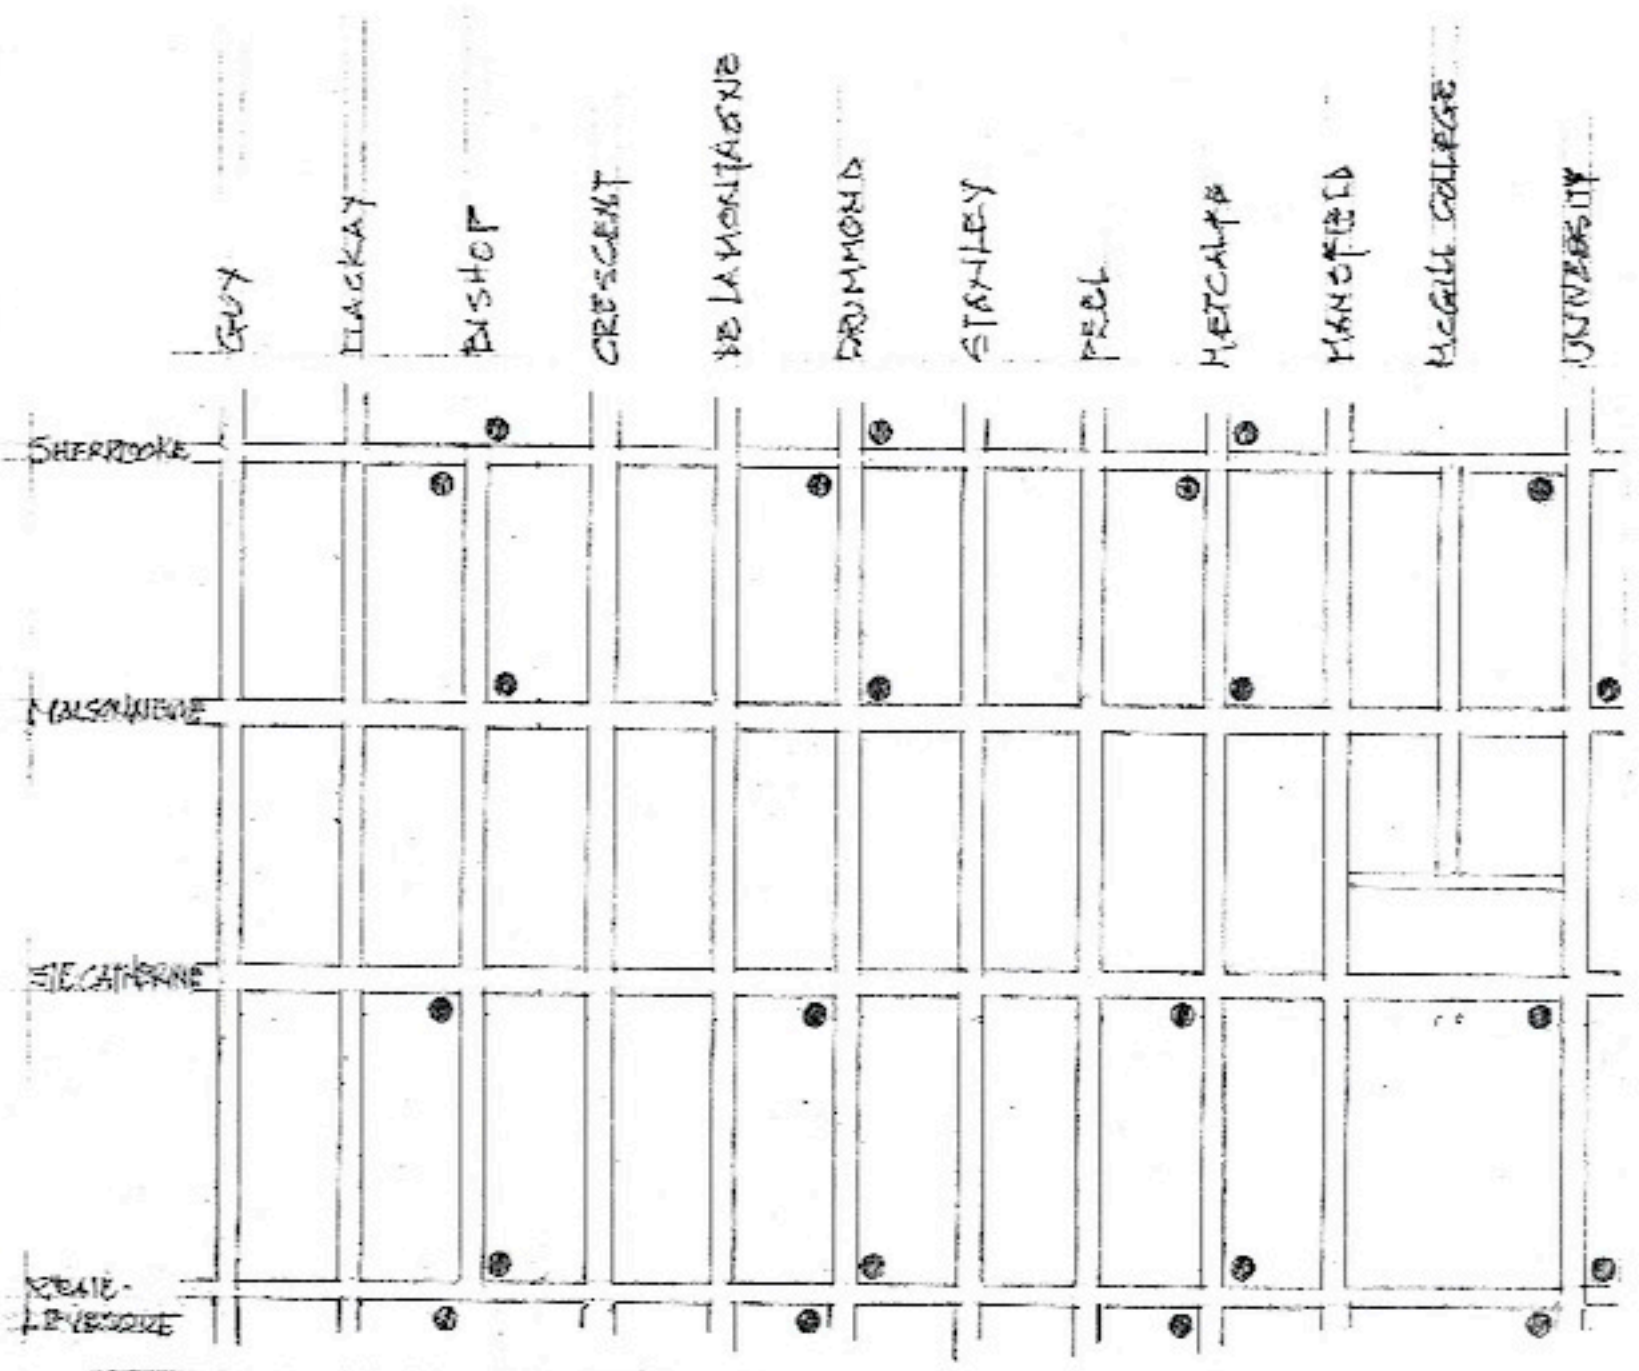 GUY
MACKAY
BISHOP
CRESCENT
DE LA MONTAGNE
DRUMMOND
STANLEY
PEEL
METCALFE
MANSFIELD
McGILL COLLEGE
UNIVERSITY
SHERBROOKE
MAISONNEUVE
STE CATHERINE
RENE-
LEVESQUE